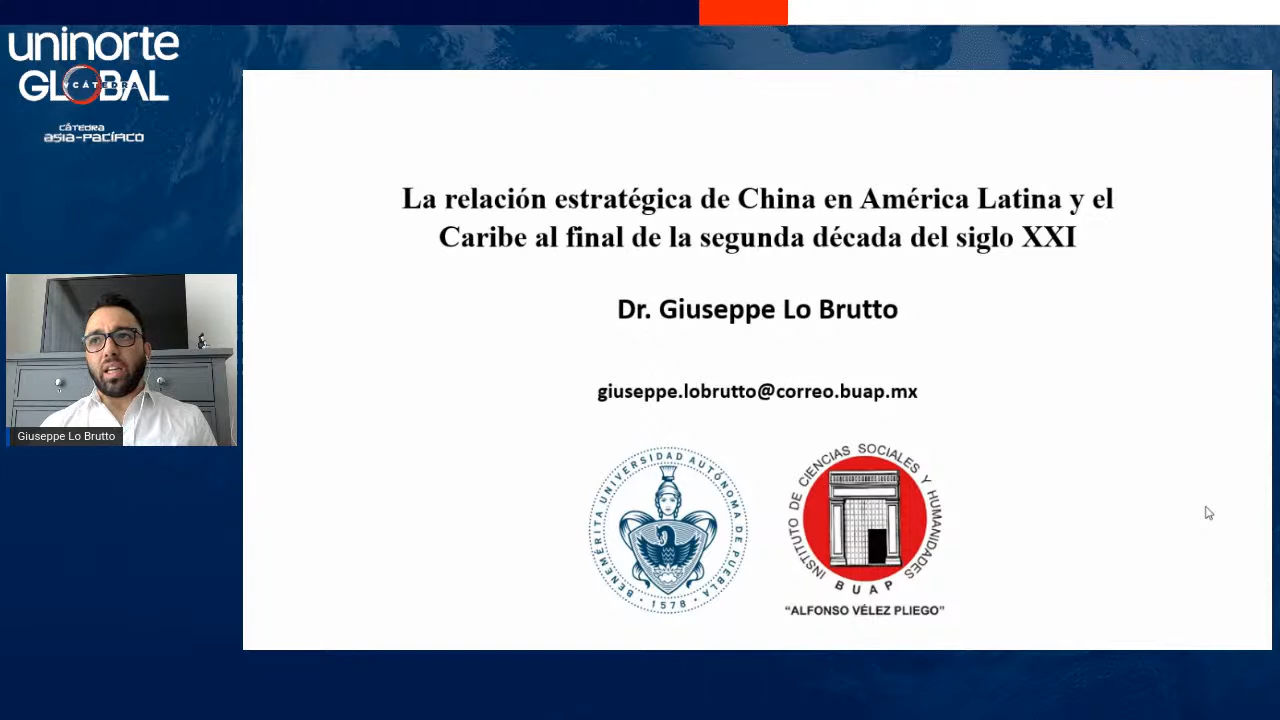 uninorte
GLOBAL
CÁTEDRA
CÁTEDRA
ASIA-PACÍFICO
La relación estratégica de China en América Latina y el
Caribe al final de la segunda década del siglo XXI
Dr. Giuseppe Lo Brutto
giuseppe.lobrutto@correo.buap.mx
Giuseppe Lo Brutto
BENEMÉRITA UNIVERSIDAD AUTÓNOMA DE PUEBLA
1578
INSTITUTO DE CIENCIAS SOCIALES Y HUMANIDADES
BUAP
“ALFONSO VÉLEZ PLIEGO”